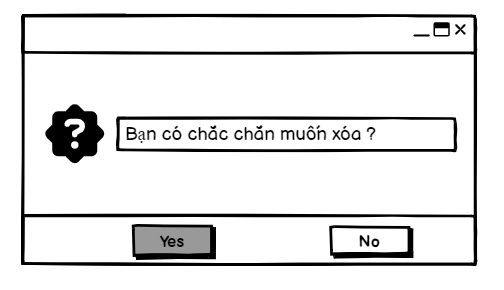 Bạn có chắc chắn muốn xóa ?
Yes
No